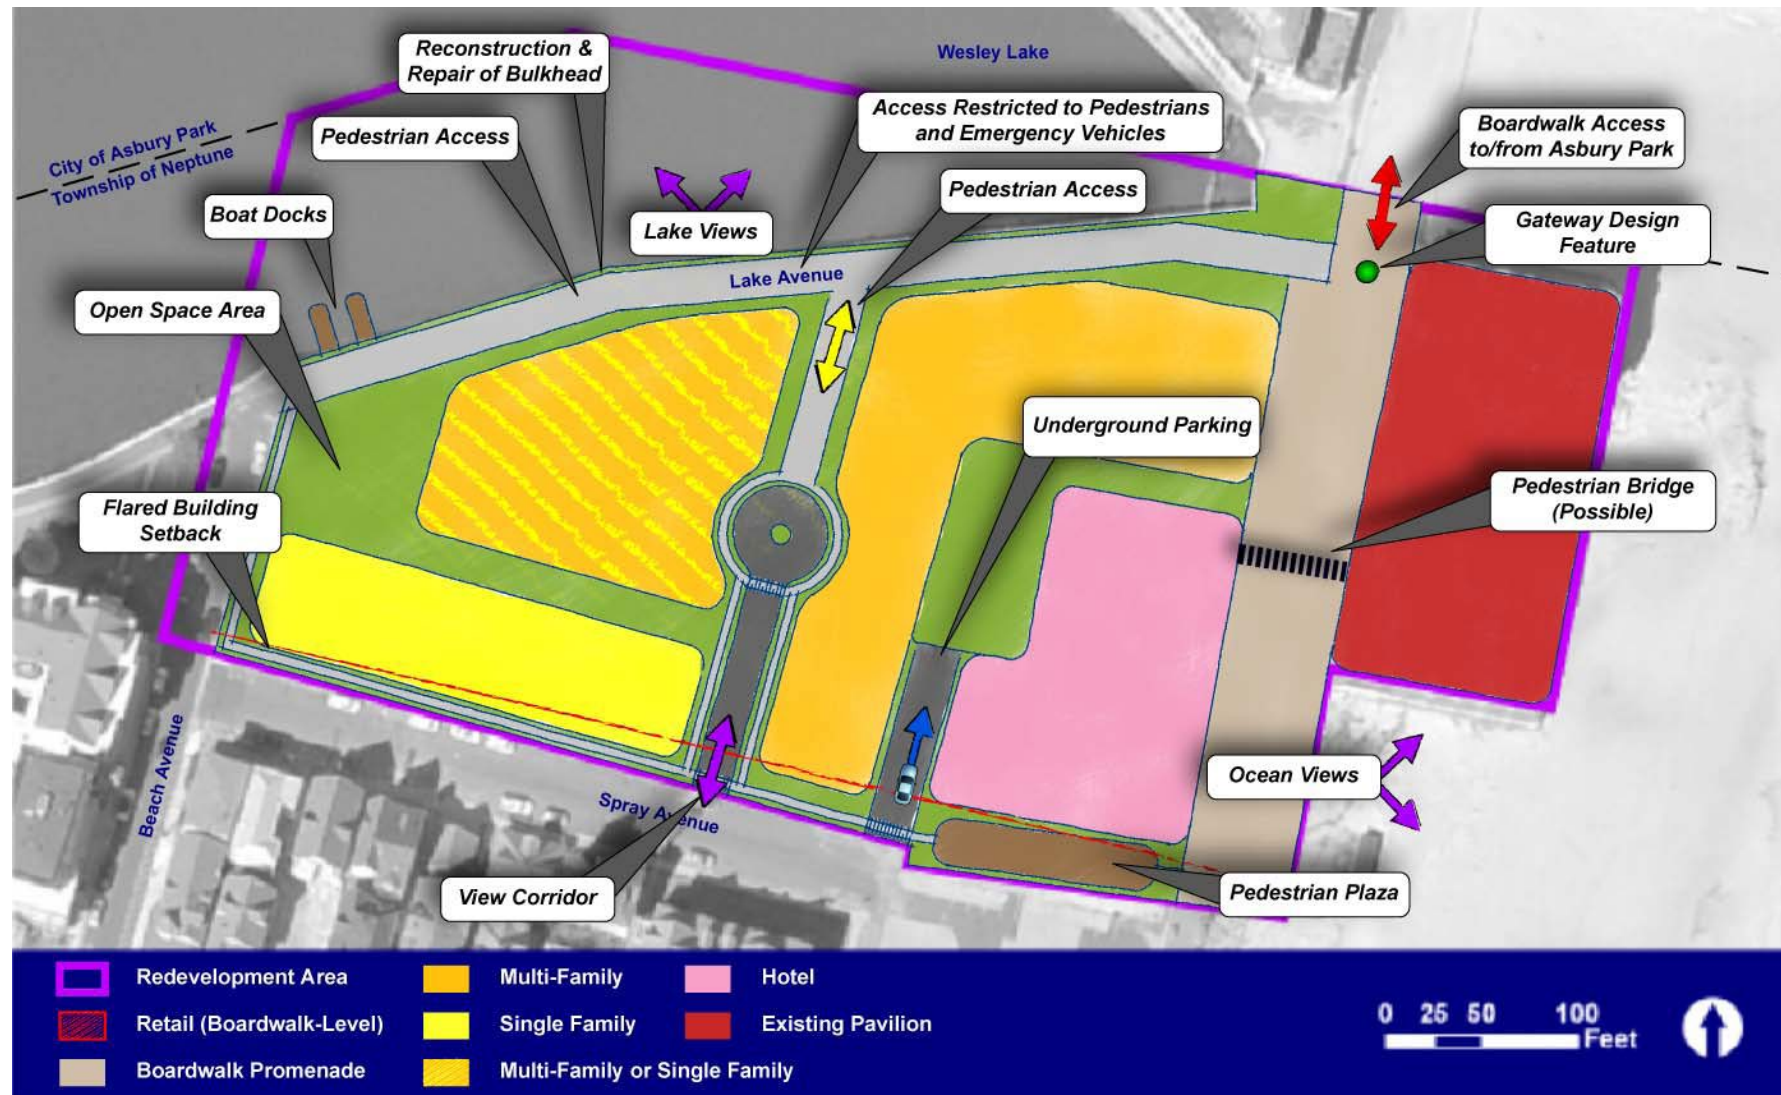 Reconstruction &
Repair of Bulkhead
Wesley Lake
Access Restricted to Pedestrians
and Emergency Vehicles
Boardwalk Access
to/from Asbury Park
City of Asbury Park
Township of Neptune
Pedestrian Access
Pedestrian Access
Boat Docks
Lake Views
Gateway Design
Feature
Lake Avenue
Open Space Area
Underground Parking
Flared Building
Setback
Pedestrian Bridge
(Possible)
Beach Avenue
Ocean Views
Spray Avenue
View Corridor
Pedestrian Plaza
Redevelopment Area
Retail (Boardwalk-Level)
Boardwalk Promenade
Multi-Family
Single Family
Multi-Family or Single Family
Hotel
Existing Pavilion
0 25 50 100
Feet